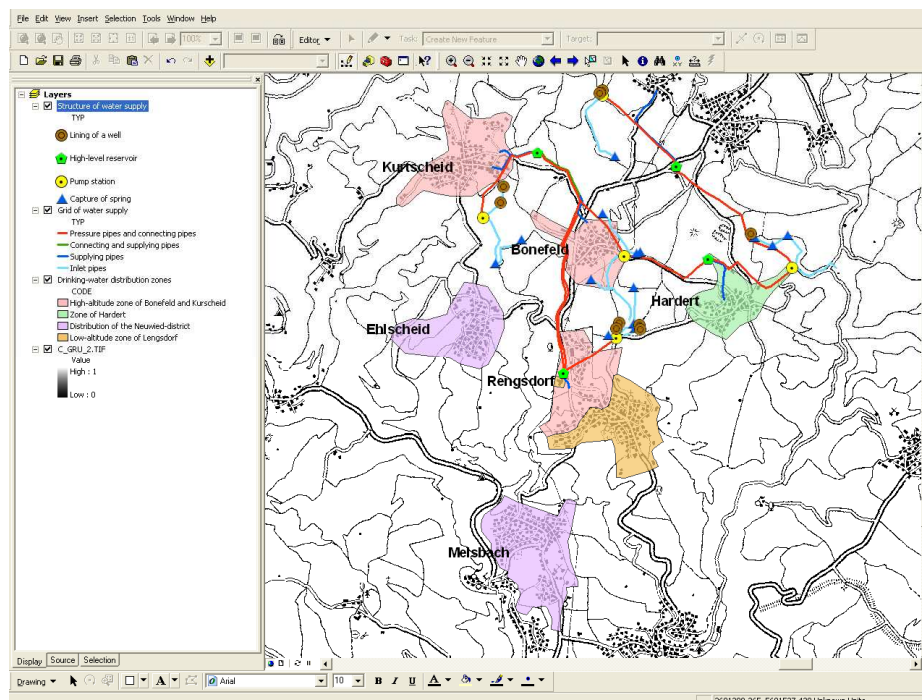 File Edit View Insert Selection Tools Window Help
100% Editor Task: Create New Feature Target:
Layers
Structure of water supply
TYP
Lining of a well
High-level reservoir
Pump station
Capture of spring
Grid of water supply
TYP
Pressure pipes and connecting pipes
Connecting and supplying pipes
Supplying pipes
Inlet pipes
Drinking-water distribution zones
CODE
High-altitude zone of Bonefeld and Kurscheid
Zone of Hardert
Distribution of the Neuwied-district
Low-altitude zone of Lengsdorf
C_GRU_2.TIF
Value
High : 1
Low : 0
Kurtscheid
Bonefeld
Hardert
Ehlscheid
Rengsdorf
Melsbach
Display Source Selection
Drawing A Arial 10 B I U A